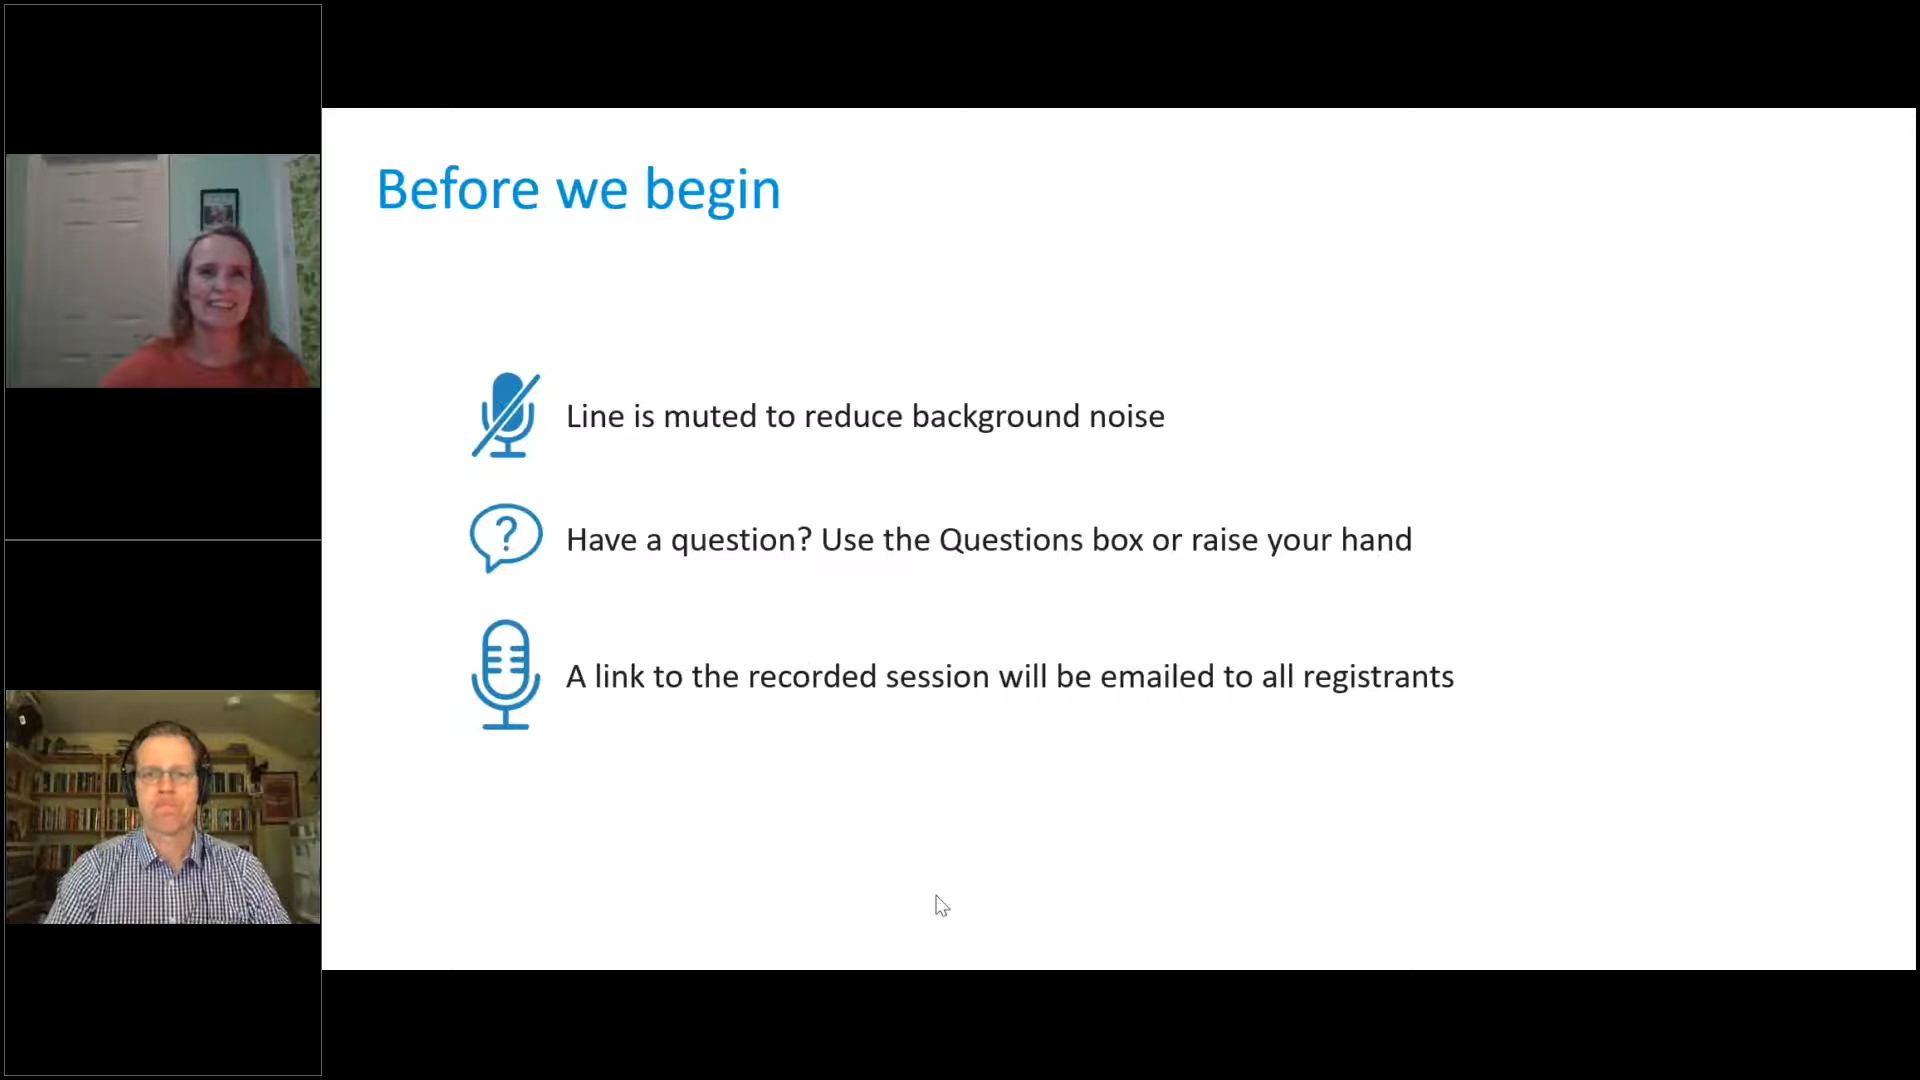 Before we begin
Line is muted to reduce background noise
Have a question? Use the Questions box or raise your hand
A link to the recorded session will be emailed to all registrants